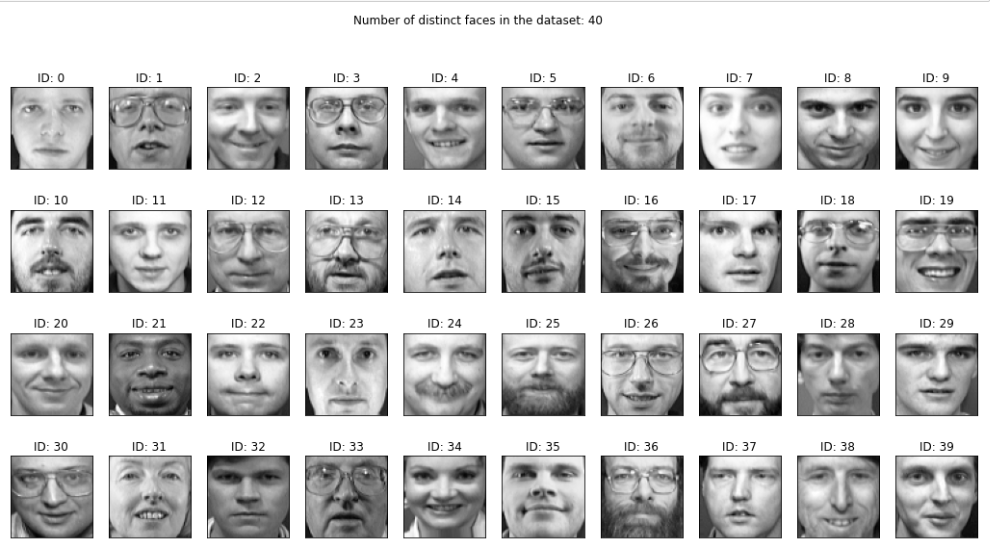 Number of distinct faces in the dataset: 40
ID: 0 ID: 1 ID: 2 ID: 3 ID: 4 ID: 5 ID: 6 ID: 7 ID: 8 ID: 9
ID: 10 ID: 11 ID: 12 ID: 13 ID: 14 ID: 15 ID: 16 ID: 17 ID: 18 ID: 19
ID: 20 ID: 21 ID: 22 ID: 23 ID: 24 ID: 25 ID: 26 ID: 27 ID: 28 ID: 29
ID: 30 ID: 31 ID: 32 ID: 33 ID: 34 ID: 35 ID: 36 ID: 37 ID: 38 ID: 39